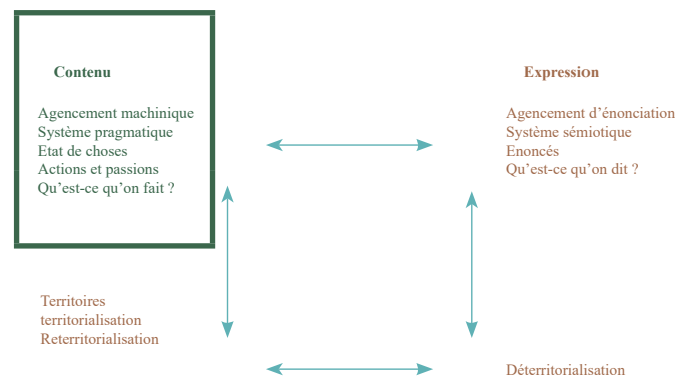 Contenu
Agencement machinique
Système pragmatique
Etat de choses
Actions et passions
Qu’est-ce qu’on fait ?
Expression
Agencement d’énonciation
Système sémiotique
Enoncés
Qu’est-ce qu’on dit ?
Territoires
territorialisation
Reterritorialisation
Déterritorialisation